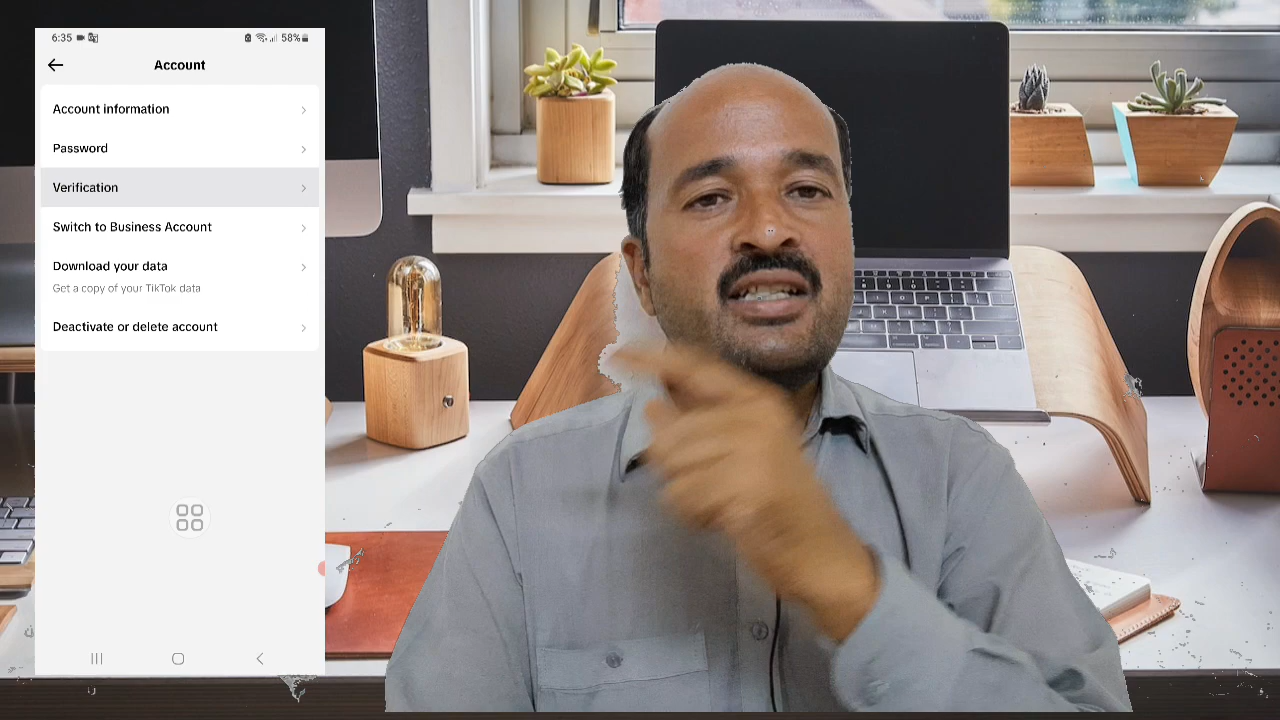 6:35
58%
Account
Account information
Password
Verification
Switch to Business Account
Download your data
Get a copy of your TikTok data
Deactivate or delete account